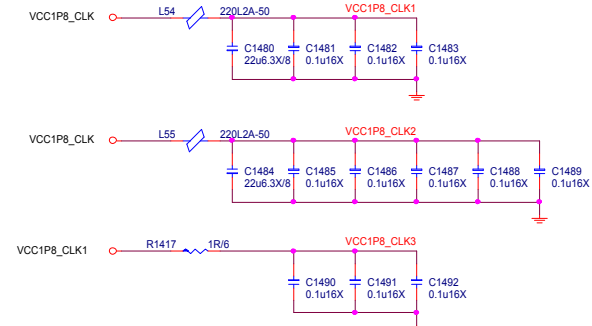 VCC1P8_CLK L54 220L2A-50 VCC1P8_CLK1
C1480 C1481 C1482 C1483
22u6.3X/8 0.1u16X 0.1u16X 0.1u16X
VCC1P8_CLK L55 220L2A-50 VCC1P8_CLK2
C1484 C1485 C1486 C1487 C1488 C1489
22u6.3X/8 0.1u16X 0.1u16X 0.1u16X 0.1u16X 0.1u16X
VCC1P8_CLK1 R1417 1R/6 VCC1P8_CLK3
C1490 C1491 C1492
0.1u16X 0.1u16X 0.1u16X